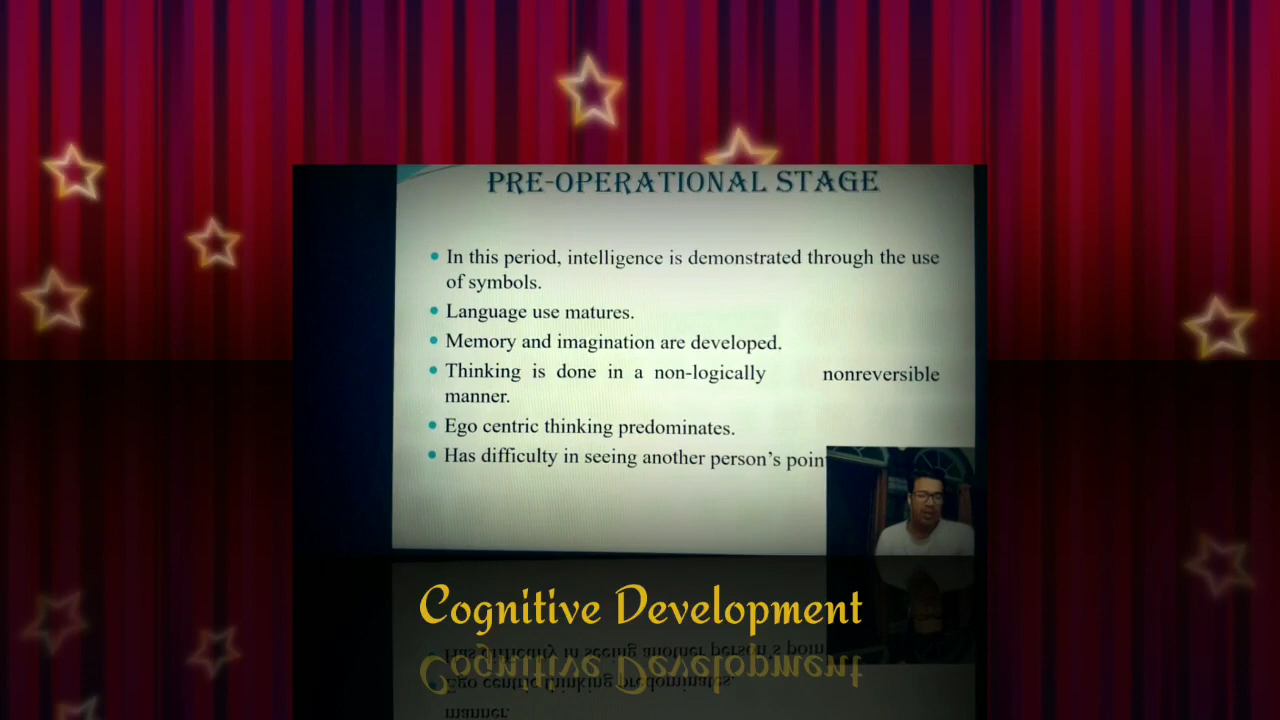 PRE-OPERATIONAL STAGE
• In this period, intelligence is demonstrated through the use
of symbols.
• Language use matures.
• Memory and imagination are developed.
• Thinking is done in a non-logically nonreversible
manner.
• Ego centric thinking predominates.
• Has difficulty in seeing another person's poin
Cognitive Development